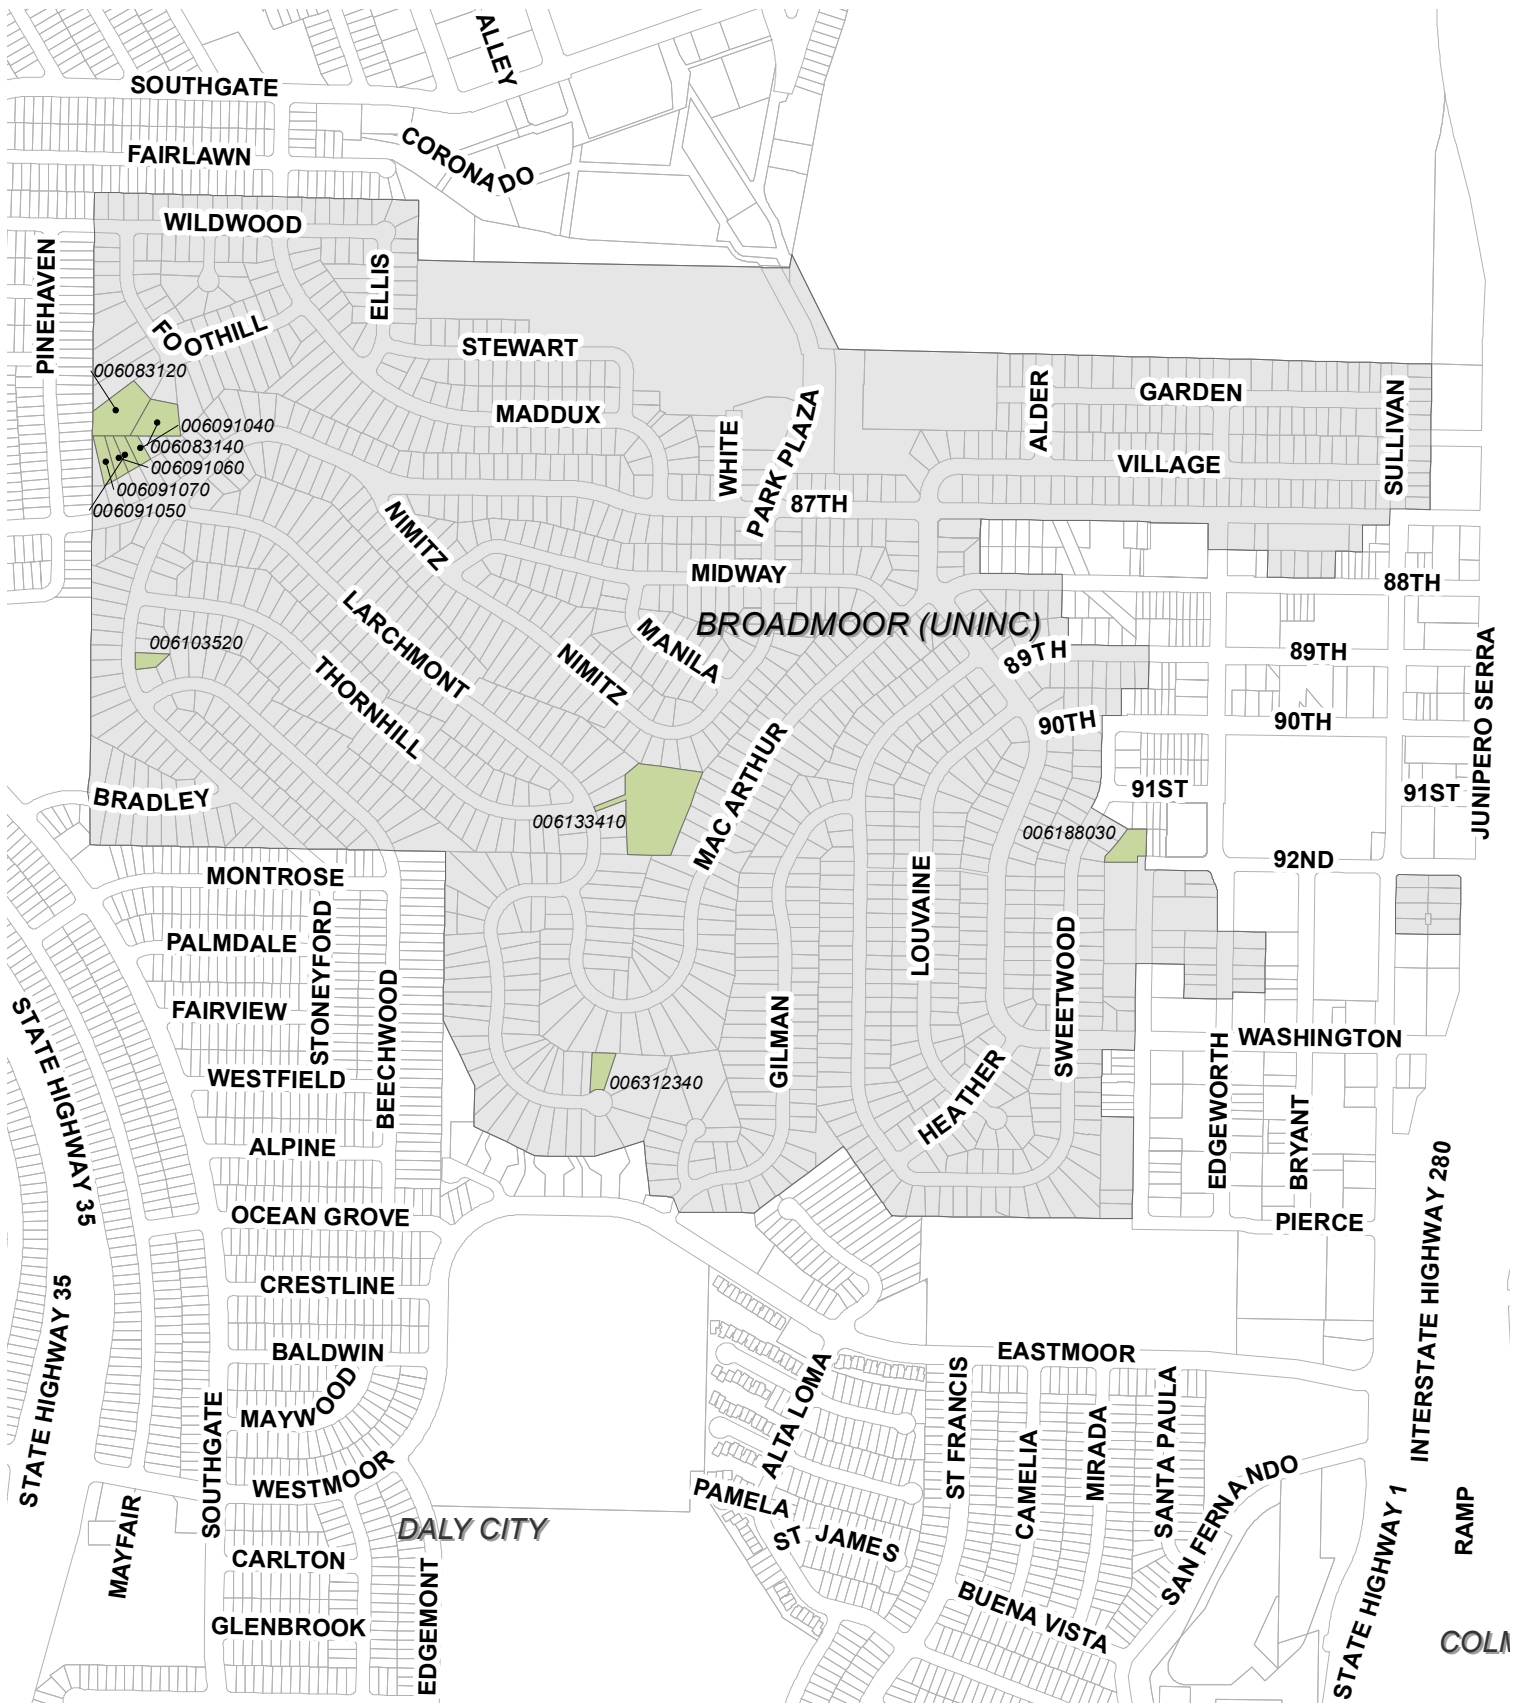 ALLEY
SOUTHGATE
CORONADO
FAIRLAWN
WILDWOOD
PINEHAVEN
ELLIS
FOOTHILL
STEWART
006083120
ALDER
GARDEN
SULLIVAN
MADDUX
PARK PLAZA
WHITE
006091040
006083140
006091060
VILLAGE
006091070
006091050
87TH
NIMITZ
MIDWAY
88TH
LARCHMONT
BROADMOOR (UNINC)
MANILA
006103520
89TH
89TH
JUNIPERO SERRA
THORNHILL
NIMITZ
90TH
90TH
MAC ARTHUR
BRADLEY
91ST
91ST
006133410
006188030
92ND
MONTROSE
LOUVAINE
STONEYFORD
PALMDALE
SWEETWOOD
BEECHWOOD
STATE HIGHWAY 35
FAIRVIEW
GILMAN
WASHINGTON
EDGEWORTH
HEATHER
WESTFIELD
006312340
BRYANT
ALPINE
INTERSTATE HIGHWAY 280
OCEAN GROVE
PIERCE
STATE HIGHWAY 35
CRESTLINE
BALDWIN
EASTMOOR
ALTA LOMA
ST FRANCIS
SANTA PAULA
MAYWOOD
SOUTHGATE
MIRADA
CAMELIA
SAN FERNANDO
WESTMOOR
PAMELA
STATE HIGHWAY 1
RAMP
MAYFAIR
DALY CITY
ST JAMES
CARLTON
EDGEMONT
BUENA VISTA
GLENBROOK
COLM